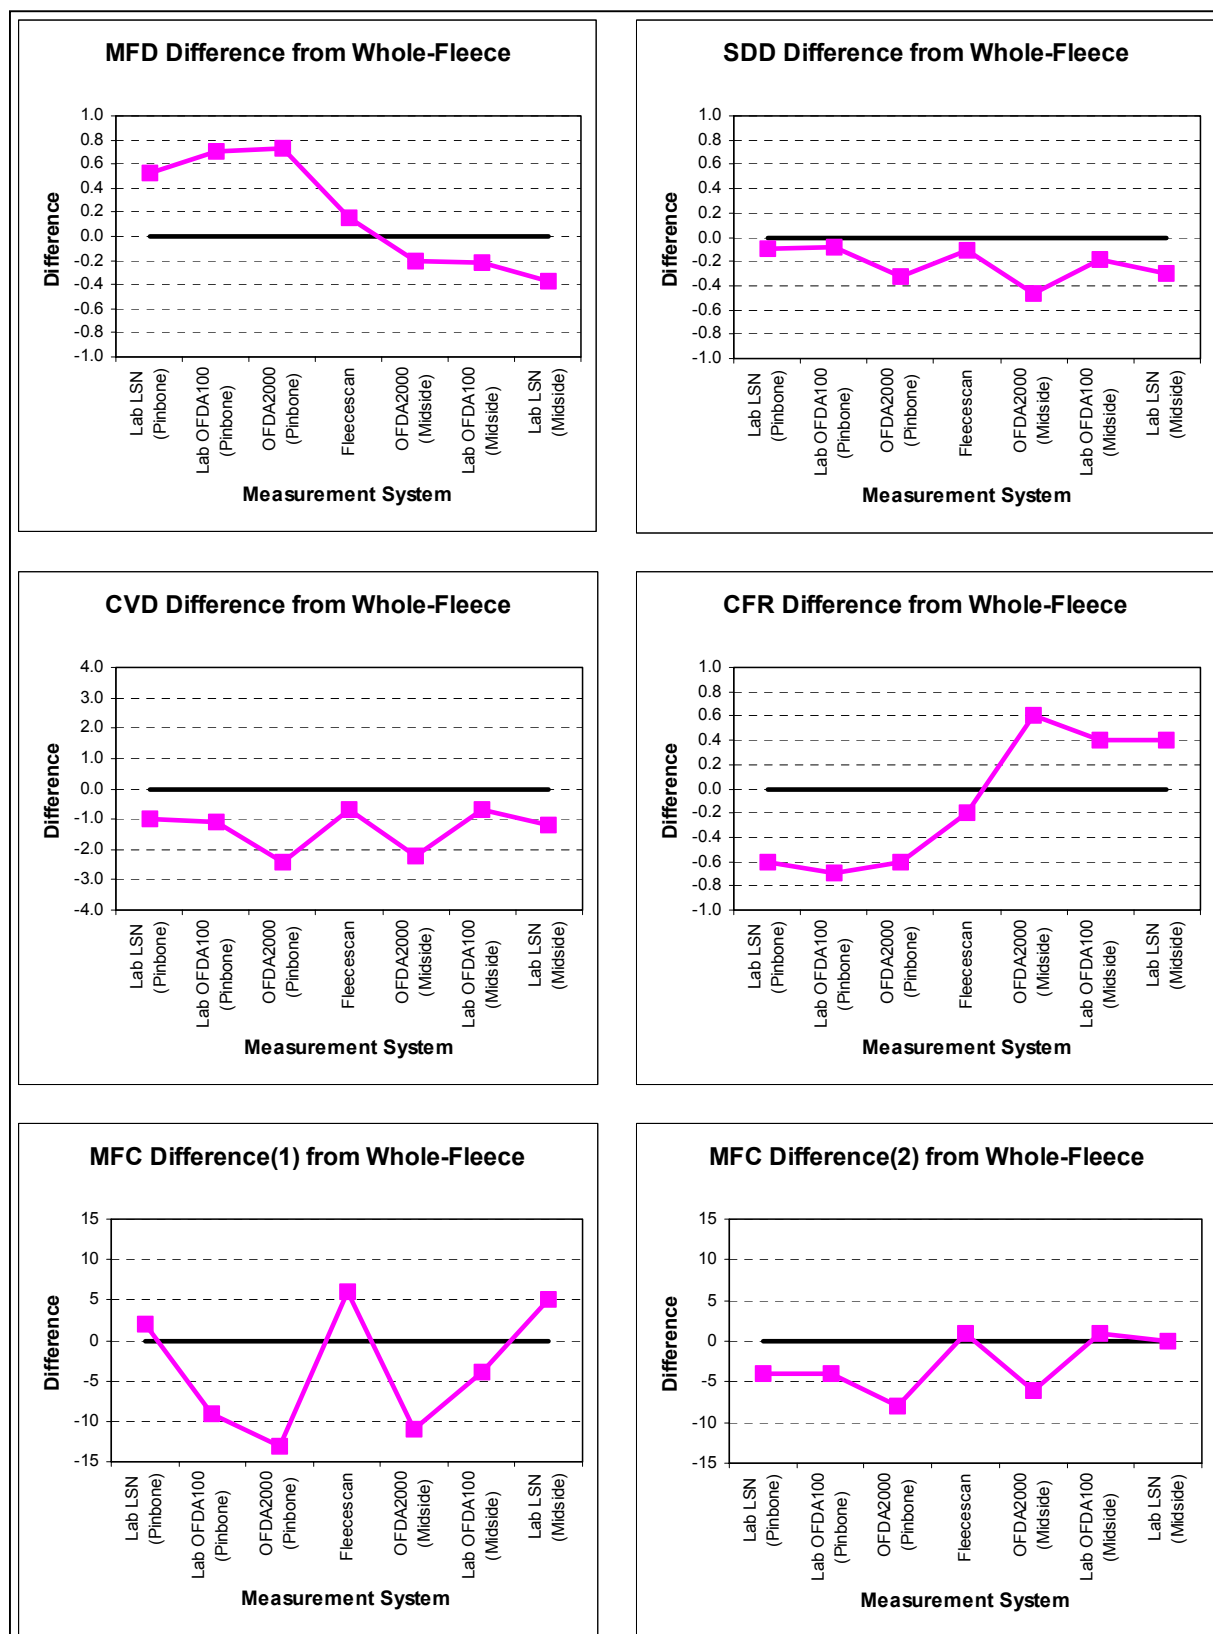 MFD Difference from Whole-Fleece
1.0
0.8
0.6
0.4
0.2
0.0
-0.2
-0.4
-0.6
-0.8
-1.0
Difference
Lab LSN
(Pinbone)
Lab OFDA100
(Pinbone)
OFDA2000
(Pinbone)
Fleecescan
OFDA2000
(Midside)
Lab OFDA100
(Midside)
Lab LSN
(Midside)
Measurement System
SDD Difference from Whole-Fleece
1.0
0.8
0.6
0.4
0.2
0.0
-0.2
-0.4
-0.6
-0.8
-1.0
Difference
Lab LSN
(Pinbone)
Lab OFDA100
(Pinbone)
OFDA2000
(Pinbone)
Fleecescan
OFDA2000
(Midside)
Lab OFDA100
(Midside)
Lab LSN
(Midside)
Measurement System
CVD Difference from Whole-Fleece
4.0
3.0
2.0
1.0
0.0
-1.0
-2.0
-3.0
-4.0
Difference
Lab LSN
(Pinbone)
Lab OFDA100
(Pinbone)
OFDA2000
(Pinbone)
Fleecescan
OFDA2000
(Midside)
Lab OFDA100
(Midside)
Lab LSN
(Midside)
Measurement System
CFR Difference from Whole-Fleece
1.0
0.8
0.6
0.4
0.2
0.0
-0.2
-0.4
-0.6
-0.8
-1.0
Difference
Lab LSN
(Pinbone)
Lab OFDA100
(Pinbone)
OFDA2000
(Pinbone)
Fleecescan
OFDA2000
(Midside)
Lab OFDA100
(Midside)
Lab LSN
(Midside)
Measurement System
MFC Difference(1) from Whole-Fleece
15
10
5
0
-5
-10
-15
Difference
Lab LSN
(Pinbone)
Lab OFDA100
(Pinbone)
OFDA2000
(Pinbone)
Fleecescan
OFDA2000
(Midside)
Lab OFDA100
(Midside)
Lab LSN
(Midside)
Measurement System
MFC Difference(2) from Whole-Fleece
15
10
5
0
-5
-10
-15
Difference
Lab LSN
(Pinbone)
Lab OFDA100
(Pinbone)
OFDA2000
(Pinbone)
Fleecescan
OFDA2000
(Midside)
Lab OFDA100
(Midside)
Lab LSN
(Midside)
Measurement System